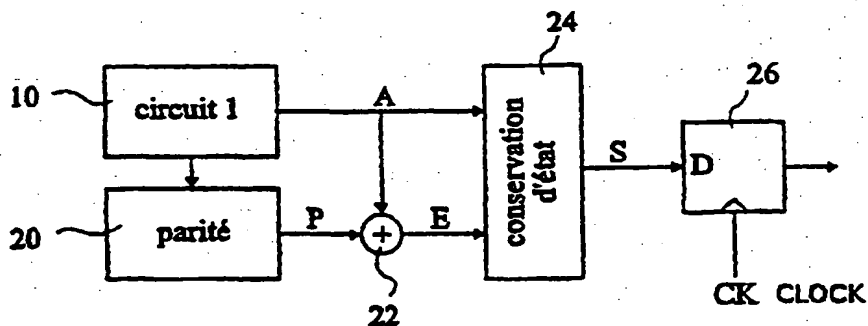 24
10
circuit 1
A
26
conservation
d'état
S
D
20
parité
P
+
E
22
CK CLOCK